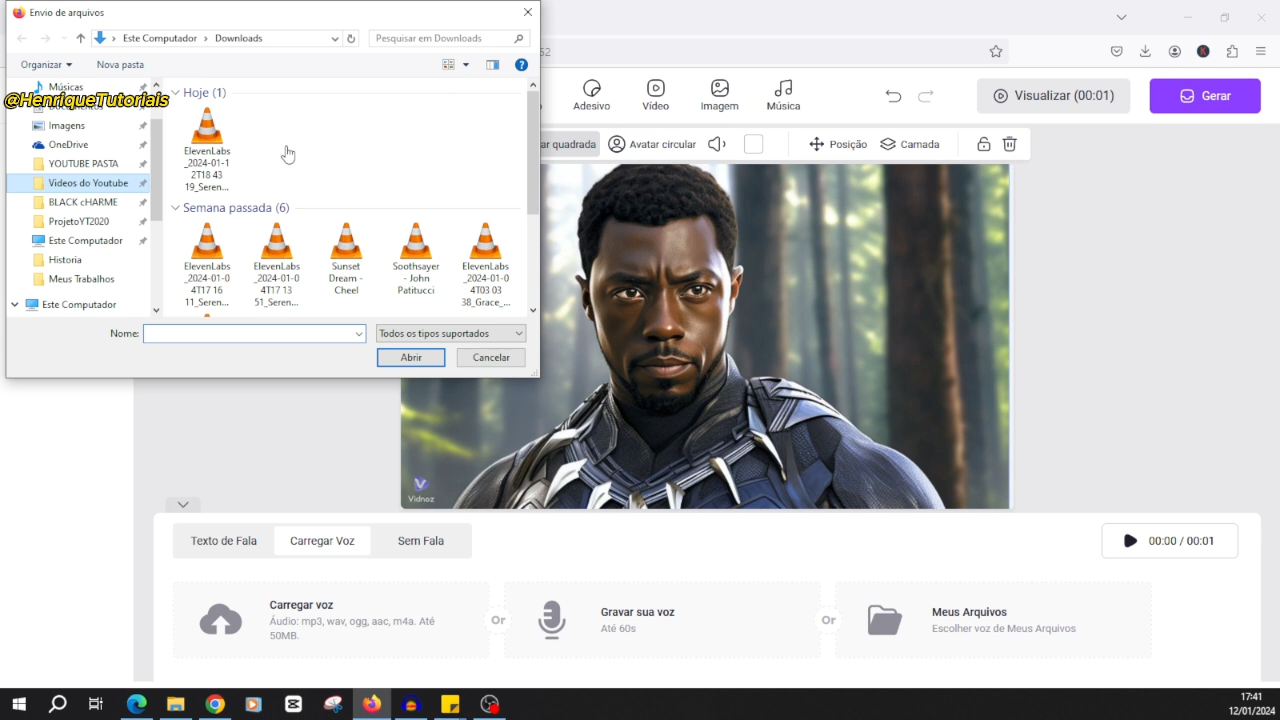 Envio de arquivos
Este Computador
Downloads
Pesquisar em Downloads
Organizar
Nova pasta
Músicas
@HenriqueTutoriais
Imagens
OneDrive
YOUTUBE PASTA
Videos do Youtube
BLACK cHARME
ProjetoYT2020
Este Computador
Historia
Meus Trabalhos
Este Computador
Hoje (1)
ElevenLabs
_2024-01-1
2T18 43
19_Seren...
Semana passada (6)
ElevenLabs
_2024-01-0
4T17 16
11_Seren...
ElevenLabs
_2024-01-0
4T17 13
51_Seren...
Sunset
Dream -
Cheel
Soothsayer
- John
Patitucci
ElevenLabs
_2024-01-0
4T03 03
38_Grace_...
Nome:
Todos os tipos suportados
Abrir
Cancelar
52
Adesivo
Vídeo
Imagem
Música
Visualizar (00:01)
Gerar
ar quadrada
Avatar circular
Posição
Camada
Vidnoz
Texto de Fala
Carregar Voz
Sem Fala
00:00 / 00:01
Carregar voz
Áudio: mp3, wav, ogg, aac, m4a. Até
50MB.
Or
Gravar sua voz
Até 60s
Or
Meus Arquivos
Escolher voz de Meus Arquivos
17:41
12/01/2024